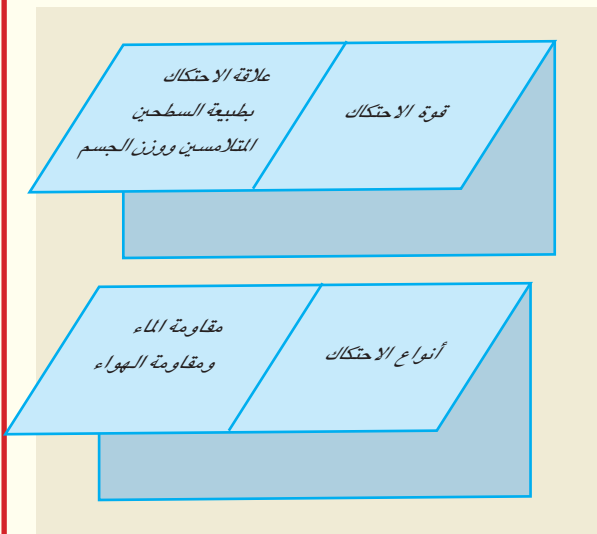 قوة الاحتكاك
علاقة الاحتكاك
بطبيعة السطحين
المتلامسين ووزن الجسم
أنواع الاحتكاك
مقاومة الماء
ومقاومة الهواء